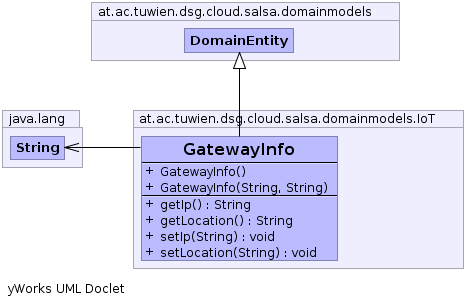 at.ac.tuwien.dsg.cloud.salsa.domainmodels
DomainEntity
java.lang
String
at.ac.tuwien.dsg.cloud.salsa.domainmodels.IoT
GatewayInfo
+ GatewayInfo()
+ GatewayInfo(String, String)
+ getIp() : String
+ getLocation() : String
+ setIp(String) : void
+ setLocation(String) : void
yWorks UML Doclet